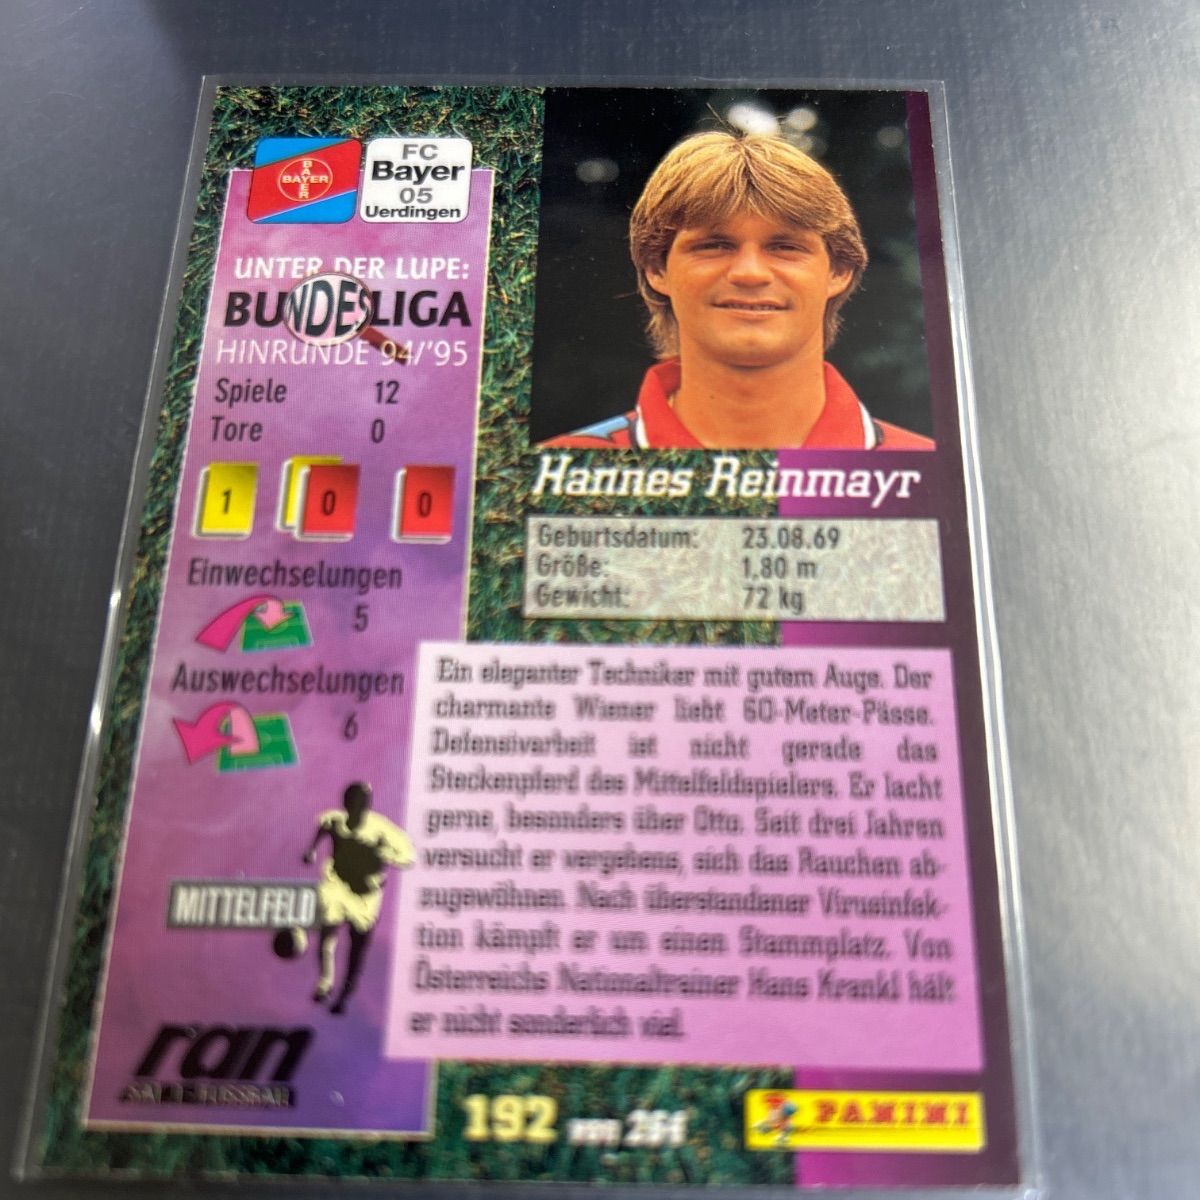 BAYER
BAYER
FC
Bayer
05
Uerdingen
UNTER DER LUPE:
BUNDESLIGA
HINRUNDE 94/'95
Spiele 12
Tore 0
1 0 0
Einwechselungen
5
Auswechselungen
6
MITTELFELD
ran
SAT.1 FUSSBALL
Hannes Reinmayr
Geburtsdatum: 23.08.69
Größe: 1,80 m
Gewicht: 72 kg
Ein eleganter Techniker mit gutem Auge. Der
charmante Wiener liebt 60-Meter-Pässe.
Defensivarbeit ist nicht gerade das
Steckenpferd des Mittelfeldspielers. Er lacht
gerne, besonders über Otto. Seit drei Jahren
versucht er vergebens, sich das Rauchen ab-
zugewöhnen. Nach überstandener Virusinfek-
tion kämpft er um einen Stammplatz. Von
Österreichs Nationaltrainer Hans Krankl hält
er nicht sonderlich viel.
192 von 264
PANINI